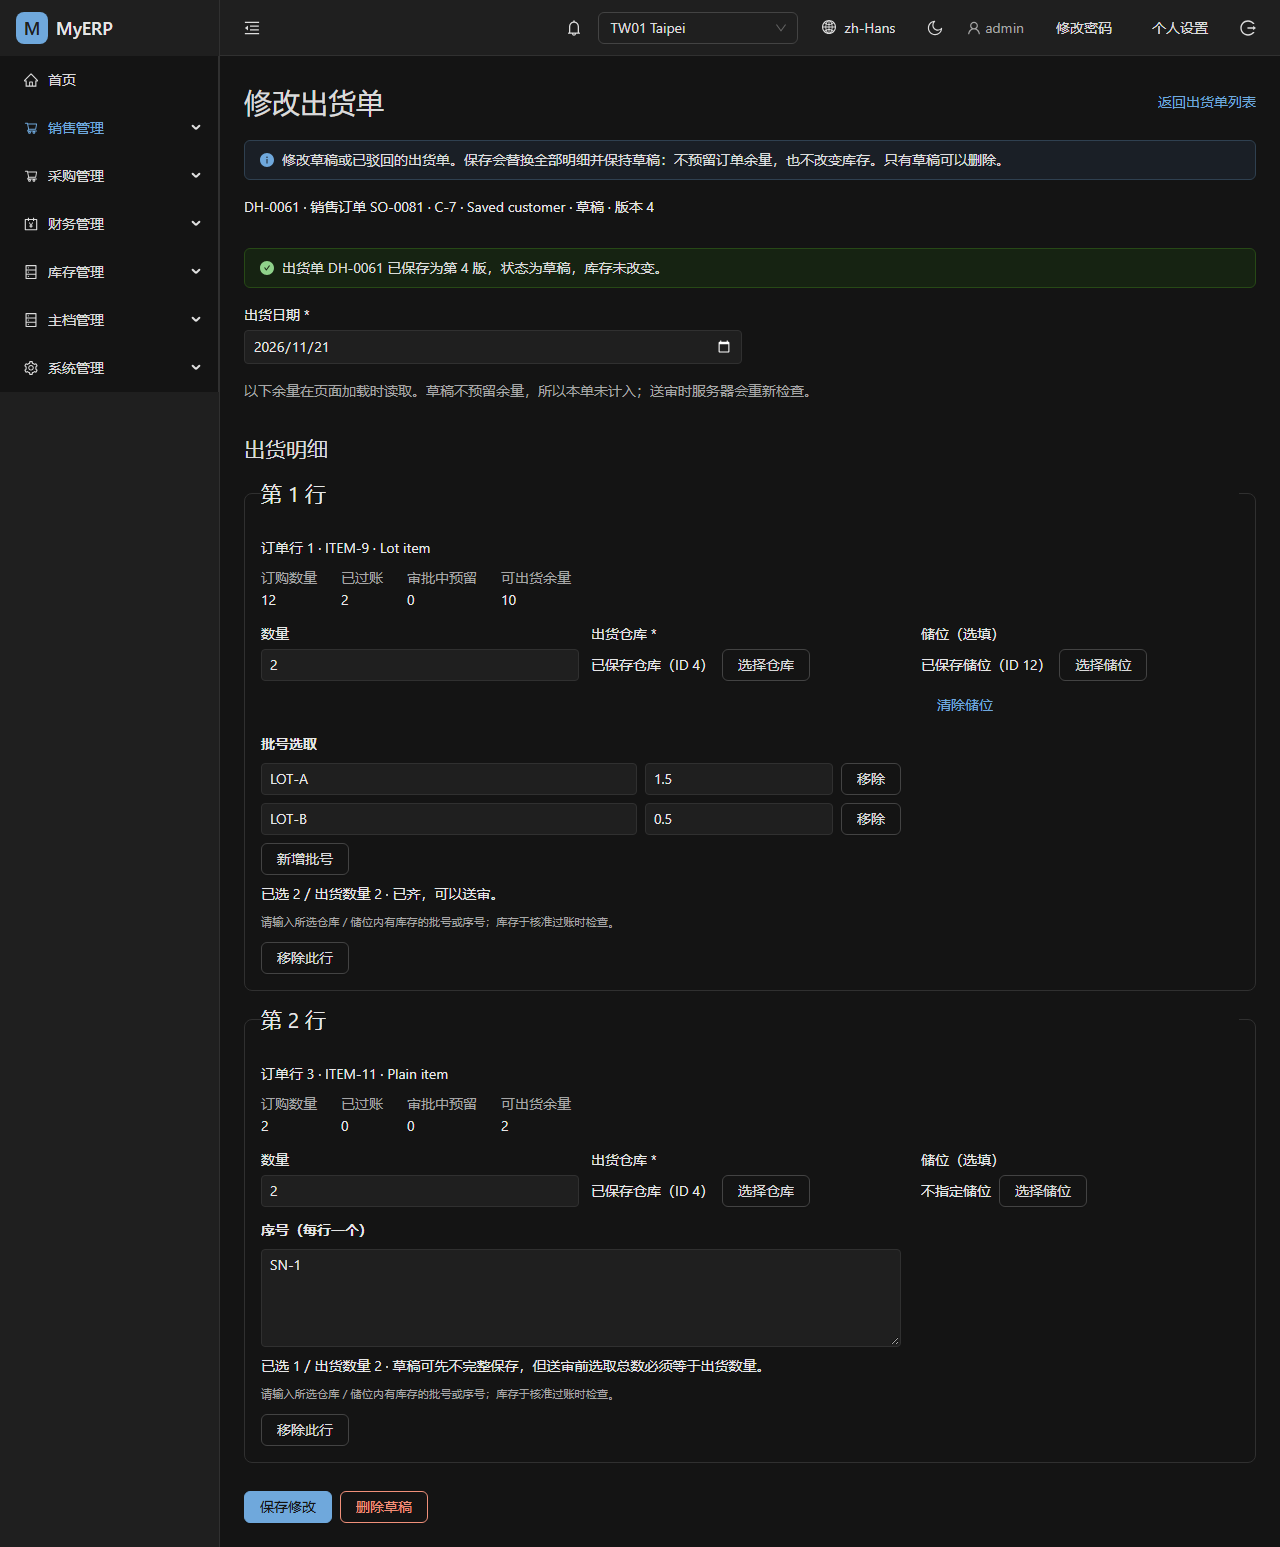 M MyERP
TW01 Taipei
zh-Hans
admin
修改密码
个人设置
首页
销售管理
采购管理
财务管理
库存管理
主档管理
系统管理
修改出货单
返回出货单列表
修改草稿或已驳回的出货单。保存会替换全部明细并保持草稿：不预留订单余量，也不改变库存。只有草稿可以删除。
DH-0061 · 销售订单 SO-0081 · C-7 · Saved customer · 草稿 · 版本 4
出货单 DH-0061 已保存为第 4 版，状态为草稿，库存未改变。
出货日期 *
2026/11/21
以下余量在页面加载时读取。草稿不预留余量，所以本单未计入；送审时服务器会重新检查。
出货明细
第 1 行
订单行 1 · ITEM-9 · Lot item
订购数量 已过账 审批中预留 可出货余量
12 2 0 10
数量 出货仓库 * 储位（选填）
2 已保存仓库（ID 4） 选择仓库 已保存储位（ID 12） 选择储位
清除储位
批号选取
LOT-A 1.5 移除
LOT-B 0.5 移除
新增批号
已选 2 / 出货数量 2 · 已齐，可以送审。
请输入所选仓库 / 储位内有库存的批号或序号；库存于核准过账时检查。
移除此行
第 2 行
订单行 3 · ITEM-11 · Plain item
订购数量 已过账 审批中预留 可出货余量
2 0 0 2
数量 出货仓库 * 储位（选填）
2 已保存仓库（ID 4） 选择仓库 不指定储位 选择储位
序号（每行一个）
SN-1
已选 1 / 出货数量 2 · 草稿可先不完整保存，但送审前选取总数必须等于出货数量。
请输入所选仓库 / 储位内有库存的批号或序号；库存于核准过账时检查。
移除此行
保存修改 删除草稿